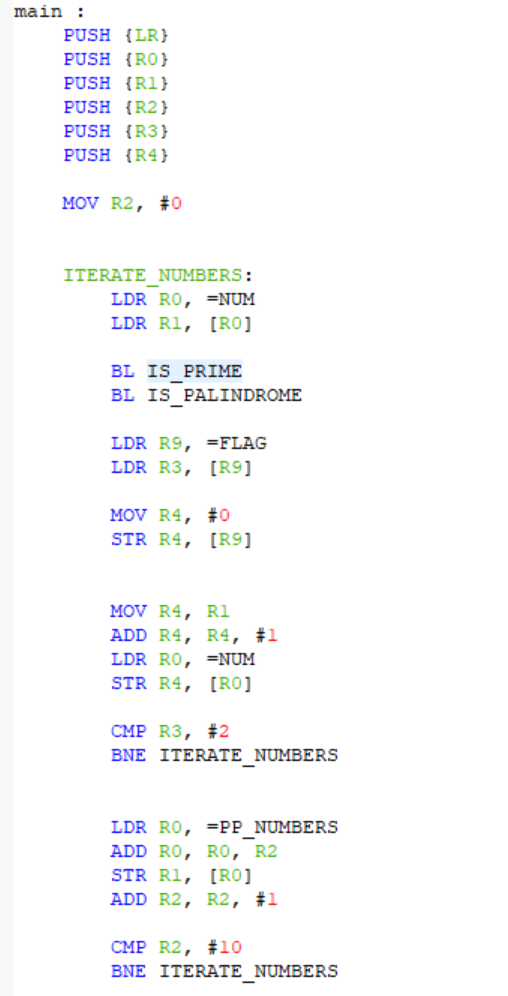 main :
PUSH {LR}
PUSH {R0}
PUSH {R1}
PUSH {R2}
PUSH {R3}
PUSH {R4}
MOV R2, #0
ITERATE_NUMBERS:
LDR R0, =NUM
LDR R1, [R0]
BL IS_PRIME
BL IS_PALINDROME
LDR R9, =FLAG
LDR R3, [R9]
MOV R4, #0
STR R4, [R9]
MOV R4, R1
ADD R4, R4, #1
LDR R0, =NUM
STR R4, [R0]
CMP R3, #2
BNE ITERATE_NUMBERS
LDR R0, =PP_NUMBERS
ADD R0, R0, R2
STR R1, [R0]
ADD R2, R2, #1
CMP R2, #10
BNE ITERATE_NUMBERS